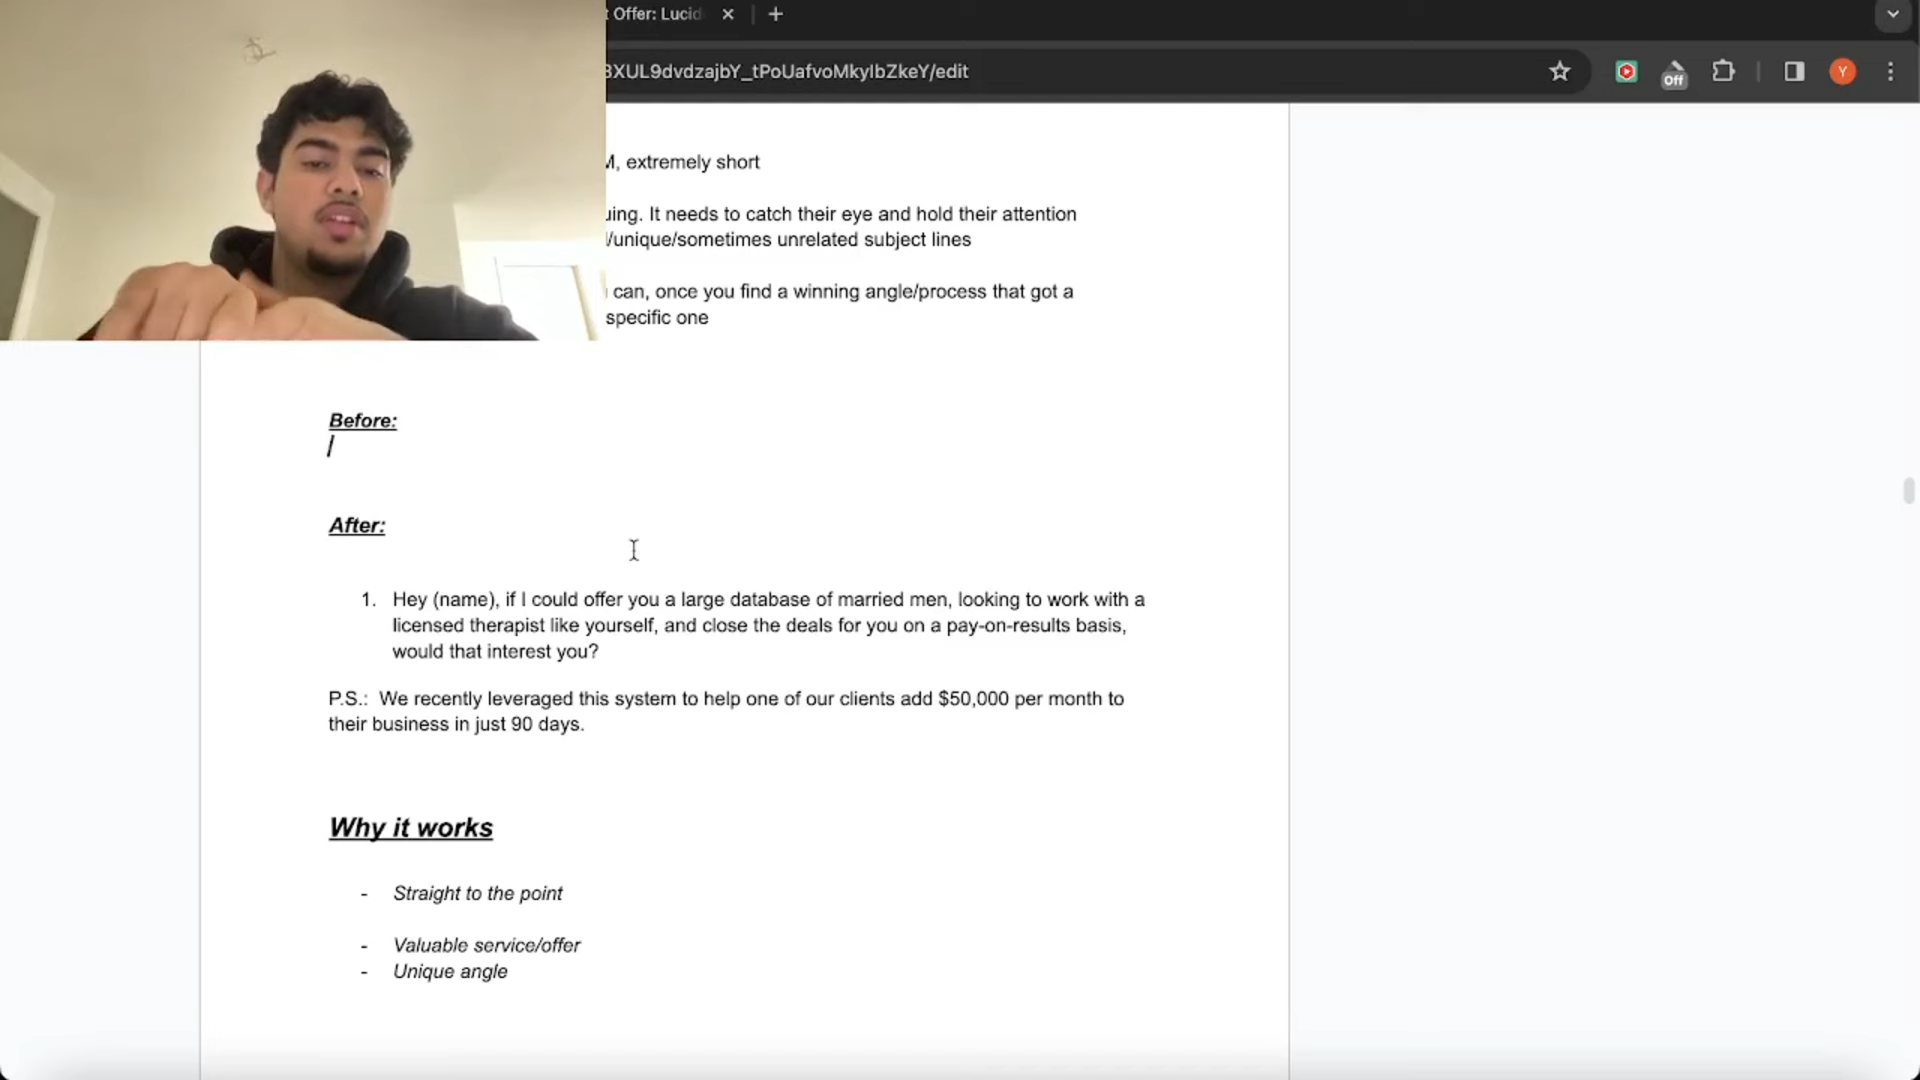 t Offer: Lucid
3XUL9dvdzajbY_tPoUafvoMkyIbZkeY/edit
Off
Y
M, extremely short
uing. It needs to catch their eye and hold their attention
/unique/sometimes unrelated subject lines
can, once you find a winning angle/process that got a
specific one
Before:
After:
1. Hey (name), if I could offer you a large database of married men, looking to work with a
licensed therapist like yourself, and close the deals for you on a pay-on-results basis,
would that interest you?
P.S.: We recently leveraged this system to help one of our clients add $50,000 per month to
their business in just 90 days.
Why it works
- Straight to the point
- Valuable service/offer
- Unique angle